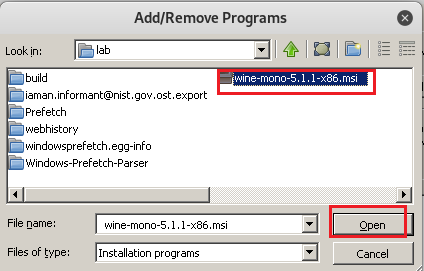 Add/Remove Programs
Look in: lab
build
iaman.informant@nist.gov.ost.export
Prefetch
webhistory
windowsprefetch.egg-info
Windows-Prefetch-Parser
wine-mono-5.1.1-x86.msi
File name: wine-mono-5.1.1-x86.msi Open
Files of type: Installation programs Cancel